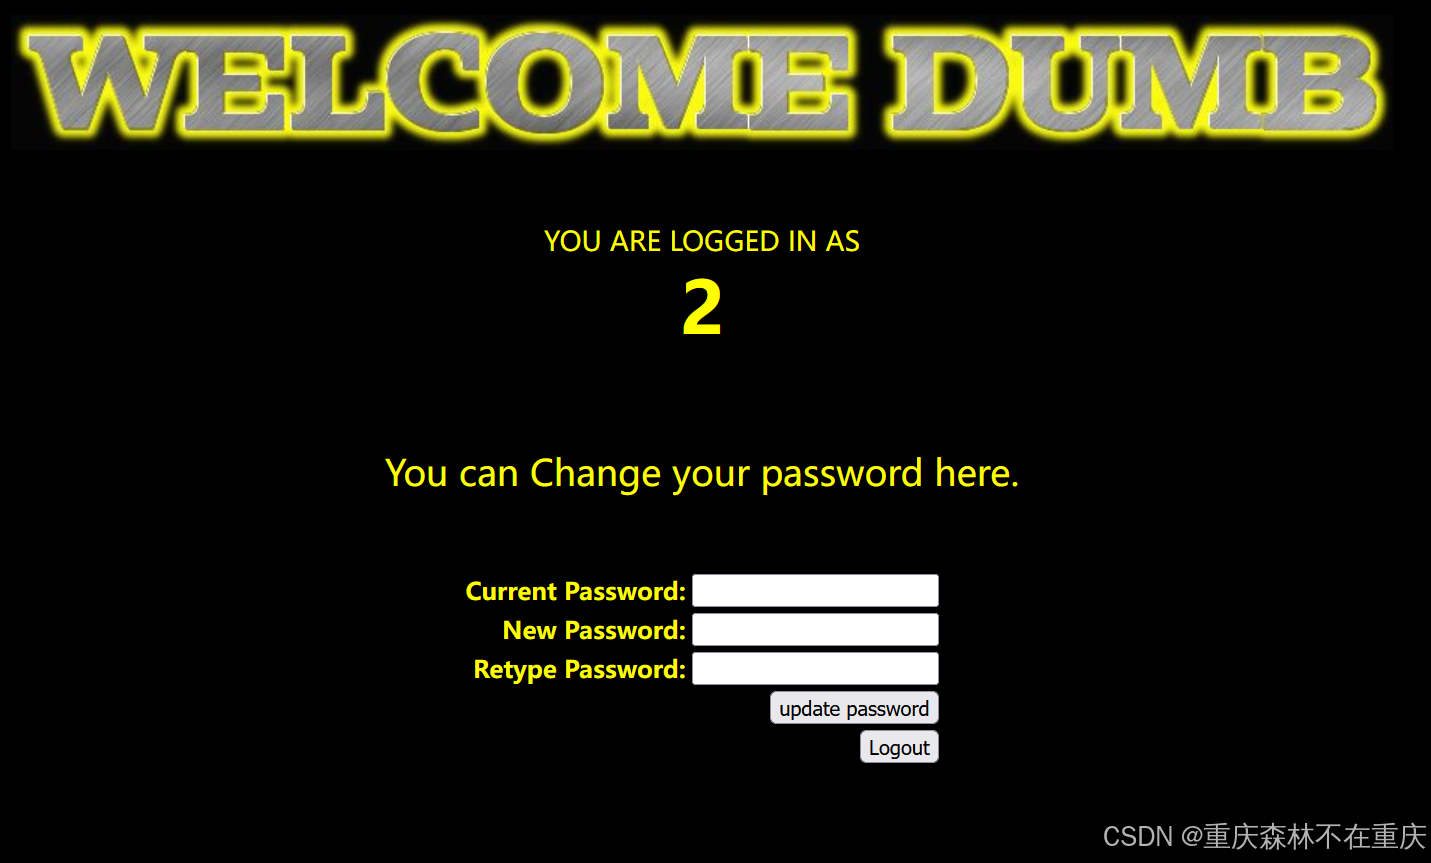 WELCOME DUMB
YOU ARE LOGGED IN AS
2
You can Change your password here.
Current Password:
New Password:
Retype Password:
update password
Logout
CSDN @重庆森林不在重庆